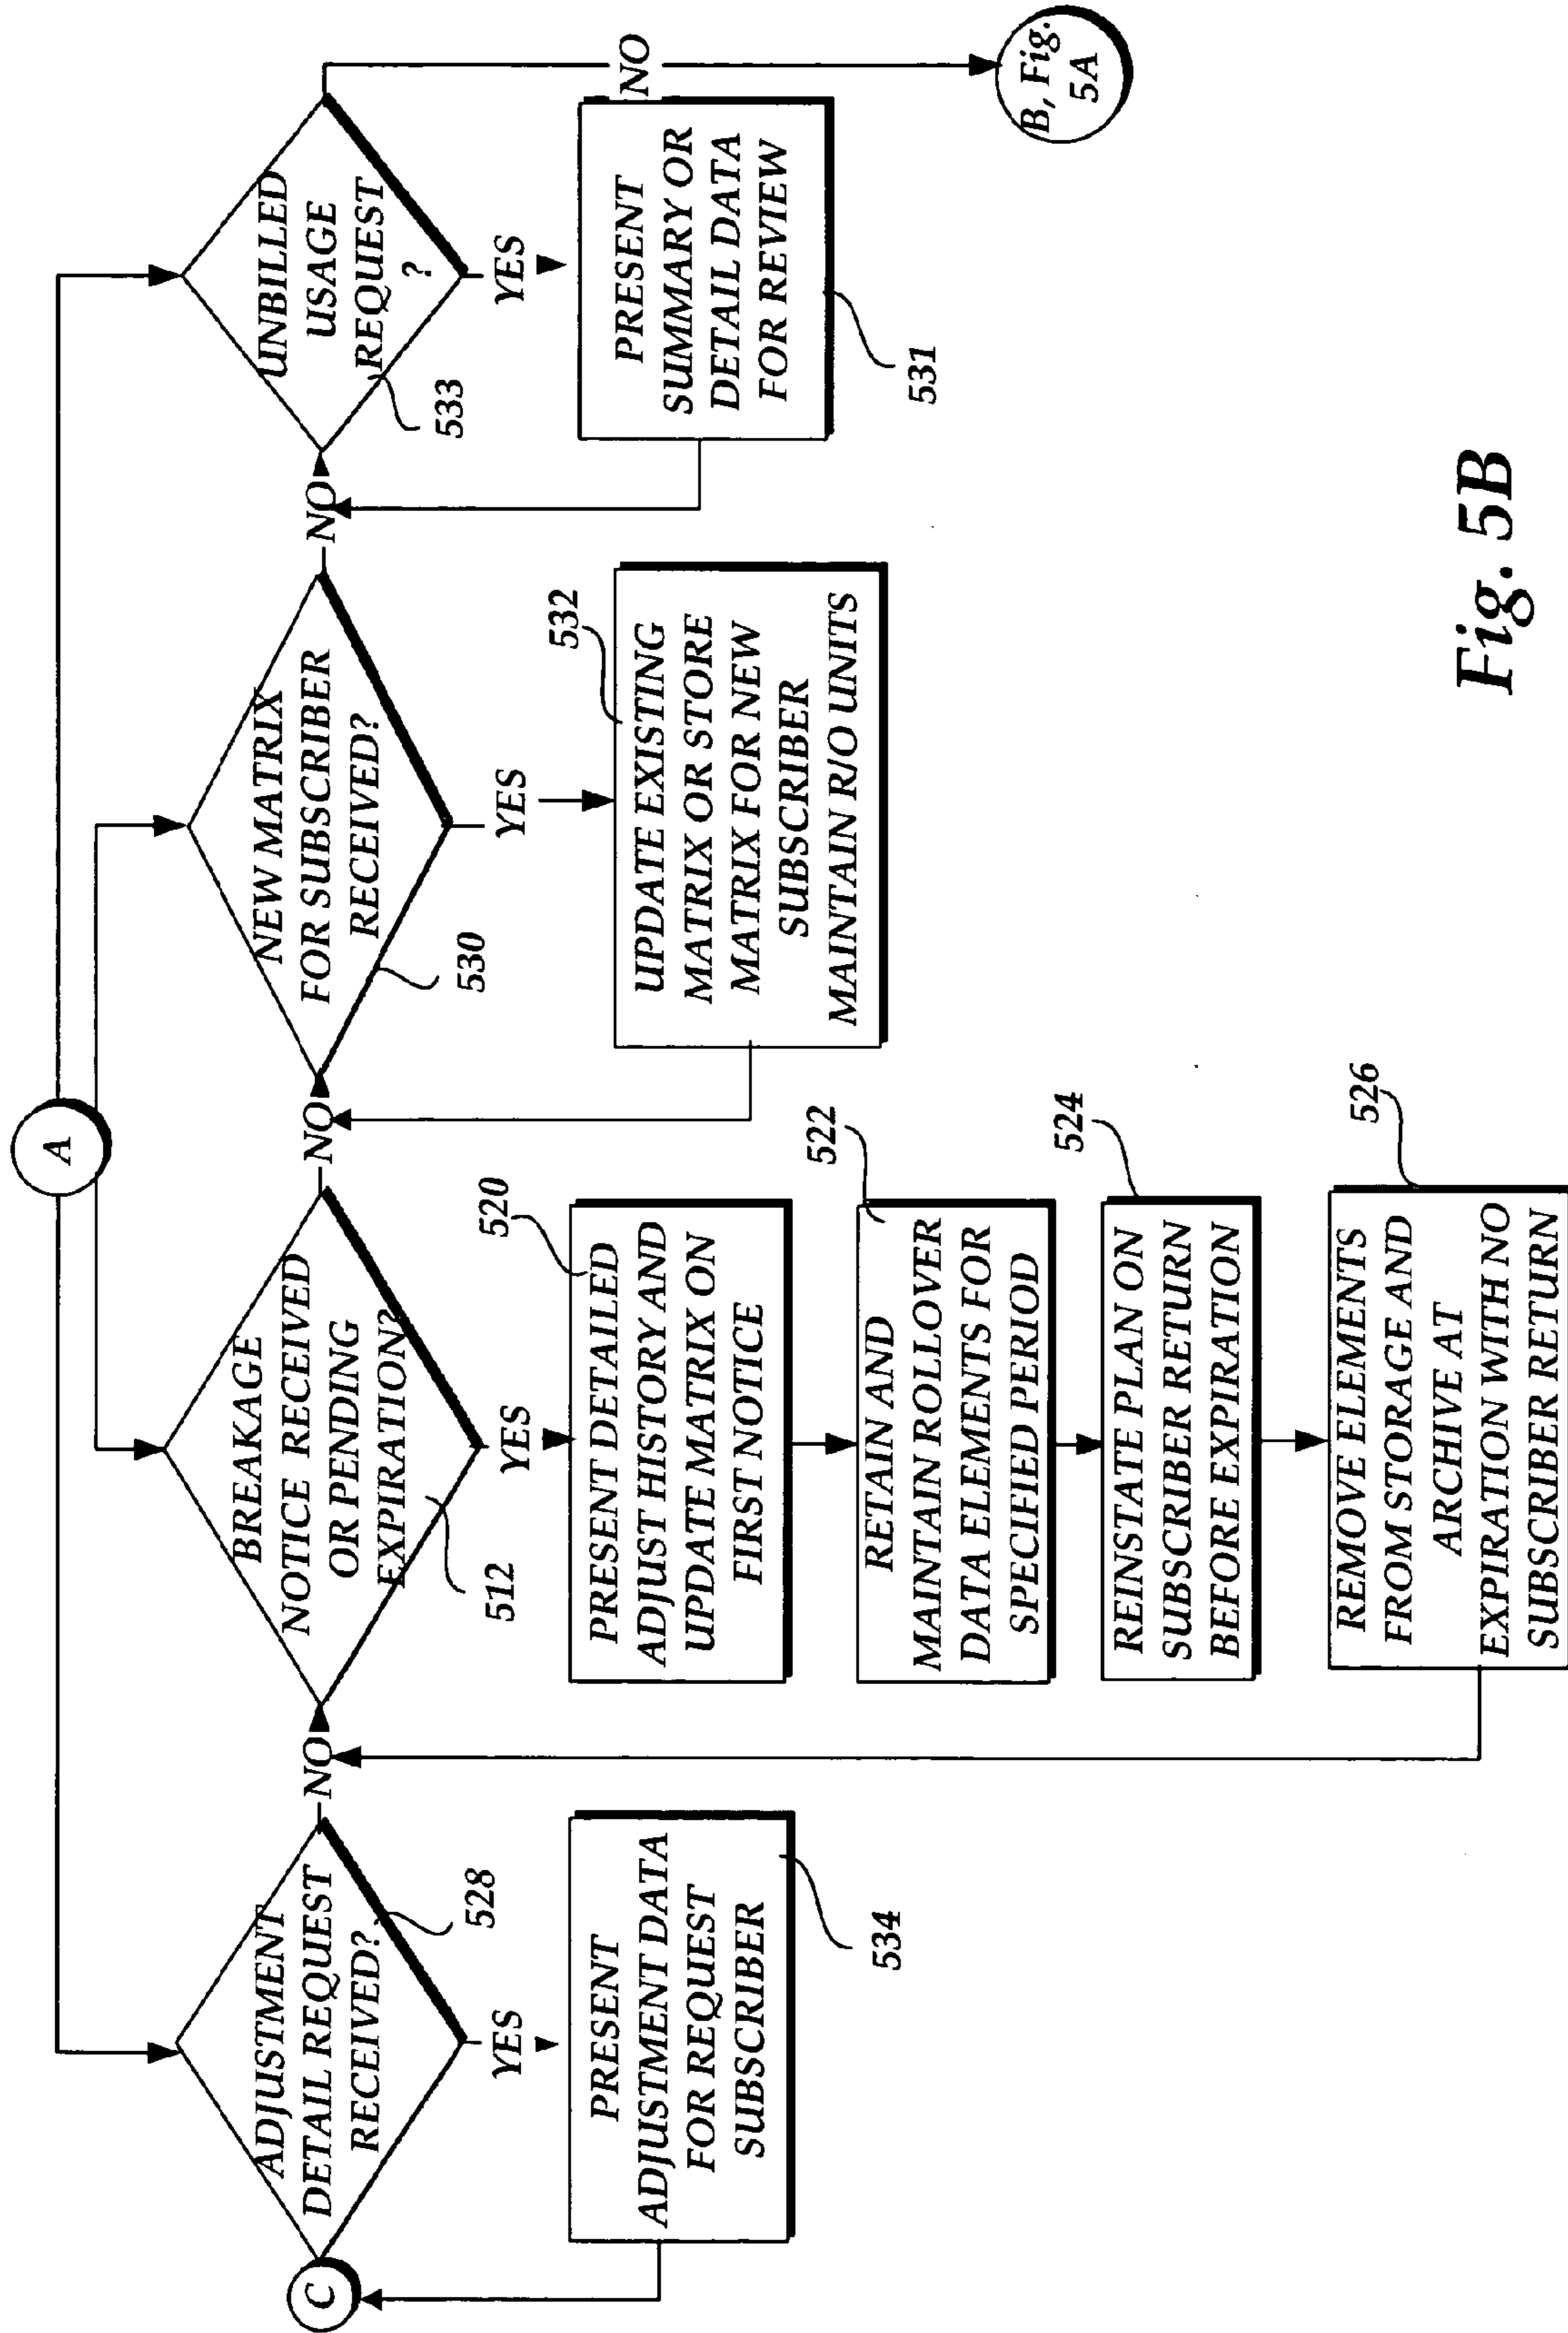 A
C
ADJUSTMENT
DETAIL REQUEST
RECEIVED?
528
NO
YES
PRESENT
ADJUSTMENT DATA
FOR REQUEST
SUBSCRIBER
534
BREAKAGE
NOTICE RECEIVED
OR PENDING
EXPIRATION?
512
NO
YES
520
PRESENT DETAILED
ADJUST HISTORY AND
UPDATE MATRIX ON
FIRST NOTICE
522
RETAIN AND
MAINTAIN ROLLOVER
DATA ELEMENTS FOR
SPECIFIED PERIOD
524
REINSTATE PLAN ON
SUBSCRIBER RETURN
BEFORE EXPIRATION
526
REMOVE ELEMENTS
FROM STORAGE AND
ARCHIVE AT
EXPIRATION WITH NO
SUBSCRIBER RETURN
NEW MATRIX
FOR SUBSCRIBER
RECEIVED?
530
NO
YES
532
UPDATE EXISTING
MATRIX OR STORE
MATRIX FOR NEW
SUBSCRIBER
MAINTAIN R/O UNITS
UNBILLED
USAGE
REQUEST
?
533
YES
NO
PRESENT
SUMMARY OR
DETAIL DATA
FOR REVIEW
531
B, Fig.
5A
Fig. 5B